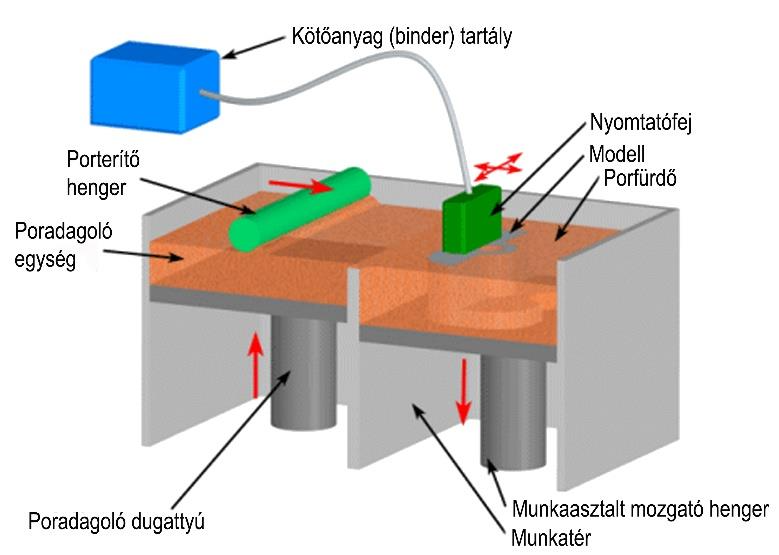 Kötőanyag (binder) tartály
Nyomtatófej
Modell
Porfürdő
Porterítő
henger
Poradagoló
egység
Poradagoló dugattyú
Munkaasztalt mozgató henger
Munkatér